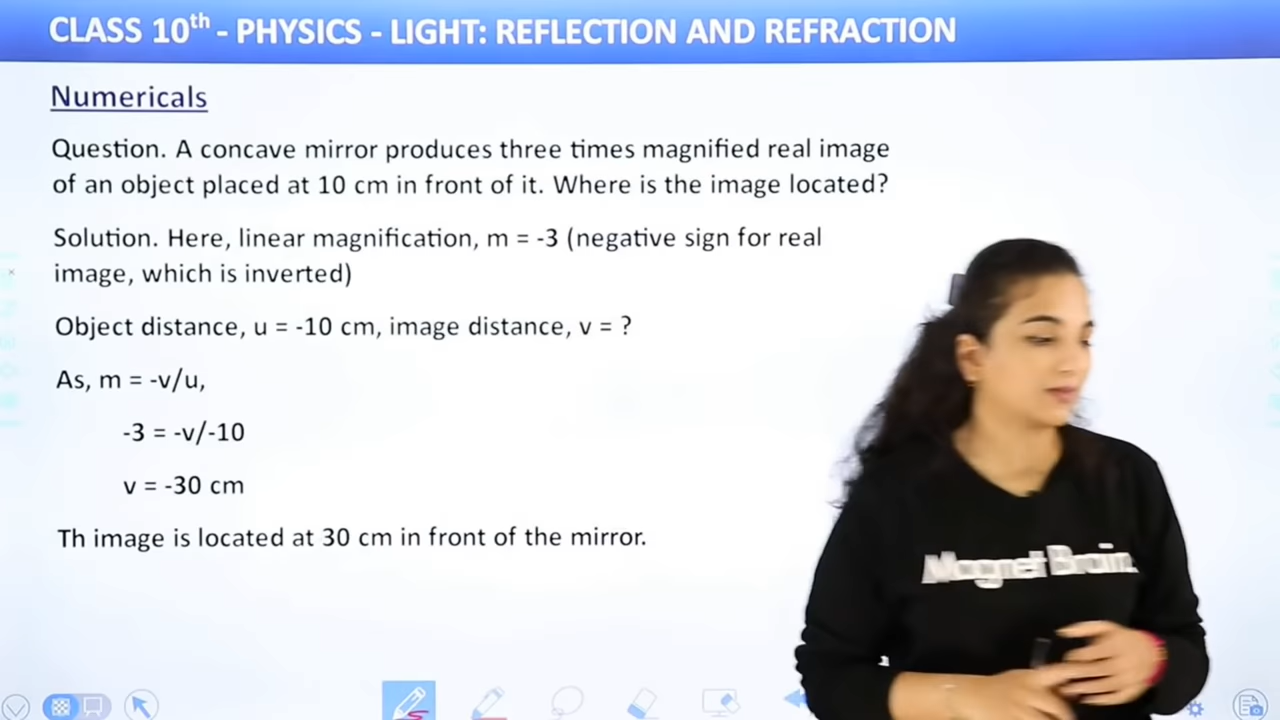 CLASS 10th - PHYSICS - LIGHT: REFLECTION AND REFRACTION
Numericals
Question. A concave mirror produces three times magnified real image
of an object placed at 10 cm in front of it. Where is the image located?
Solution. Here, linear magnification, m = -3 (negative sign for real
image, which is inverted)
Object distance, u = -10 cm, image distance, v = ?
As, m = -v/u,
-3 = -v/-10
v = -30 cm
Th image is located at 30 cm in front of the mirror.
Magnet Brain